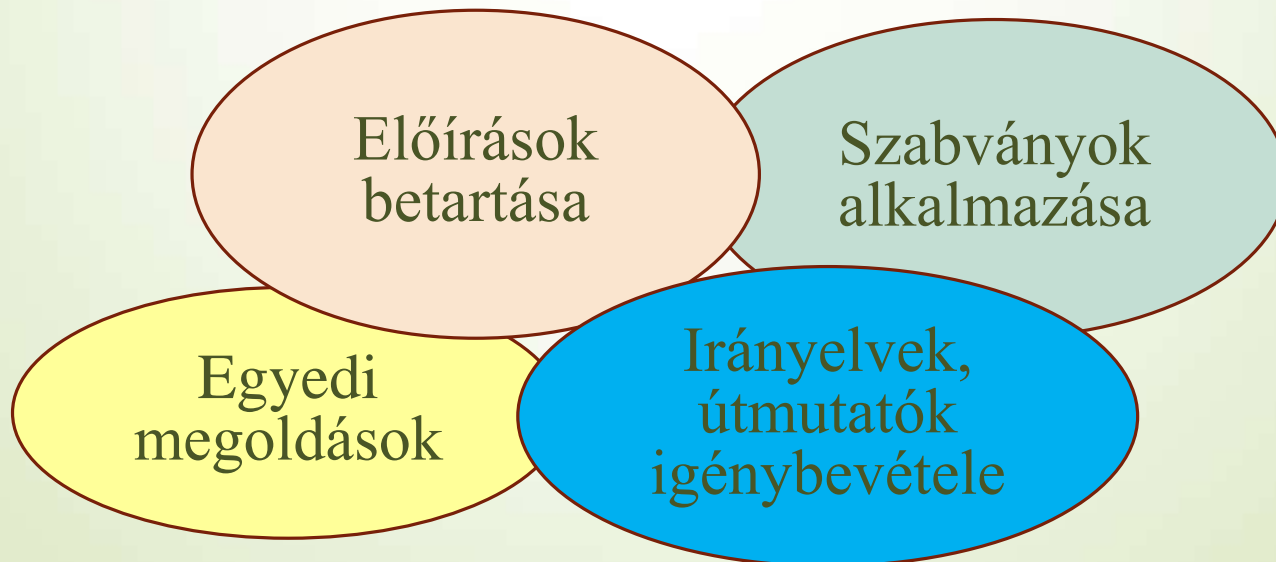 Előírások
betartása
Szabványok
alkalmazása
Egyedi
megoldások
Irányelvek,
útmutatók
igénybevétele